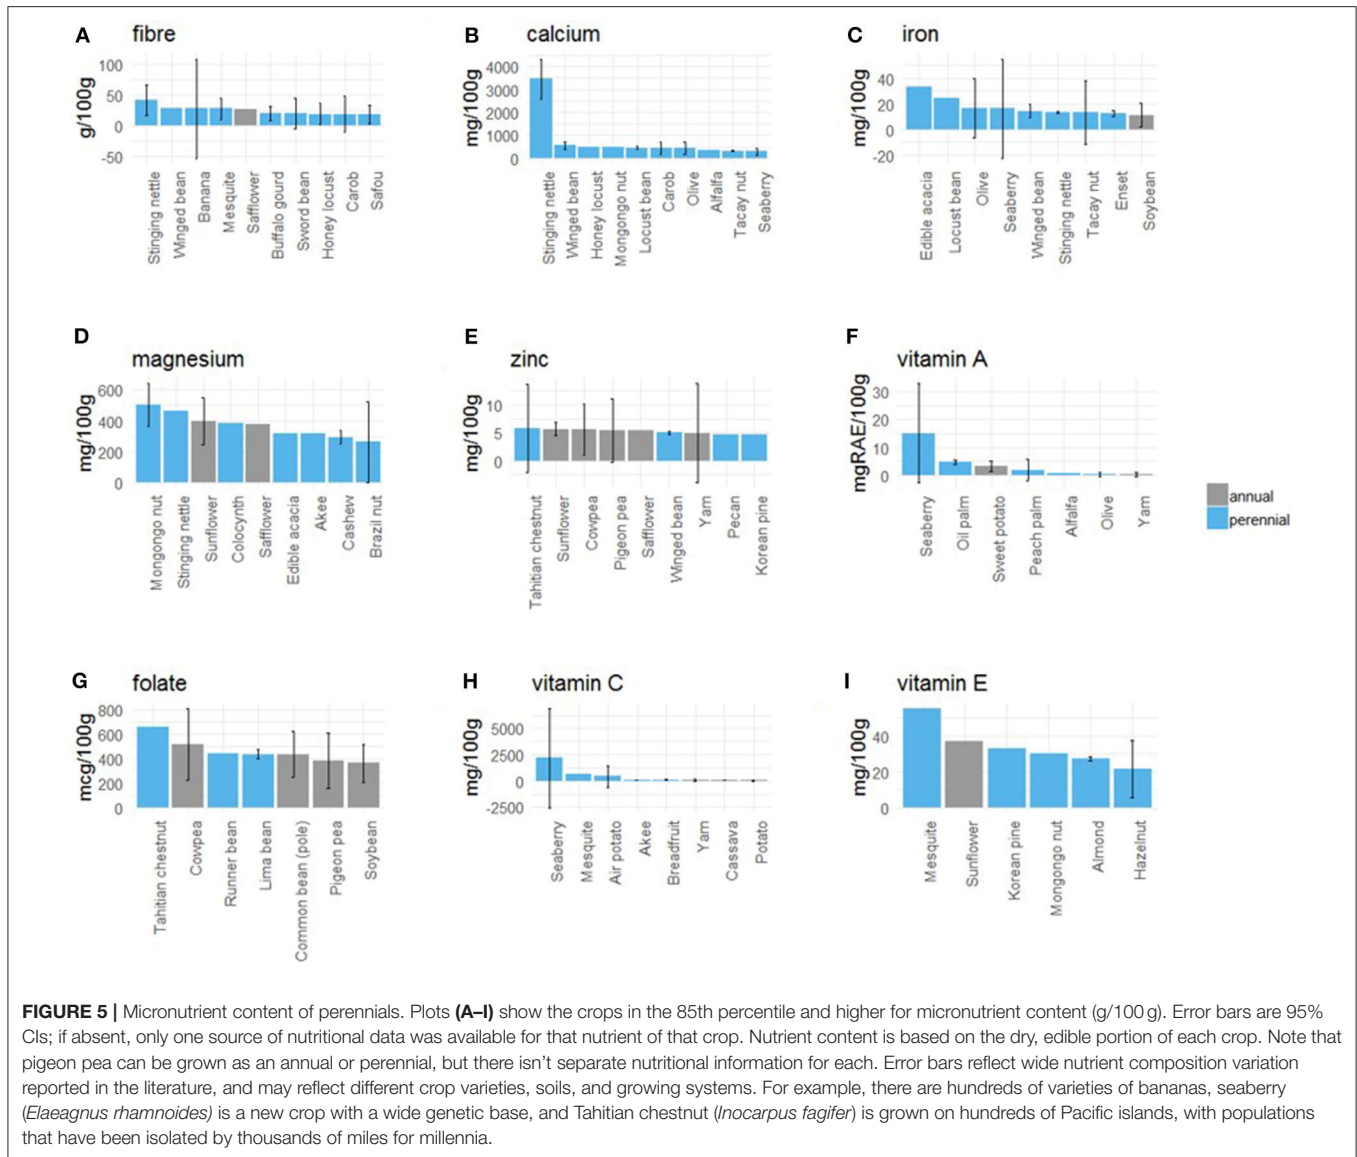 A fibre
g/100g
100
50
0
-50
Stinging nettle
Winged bean
Banana
Mesquite
Safflower
Buffalo gourd
Sword bean
Honey locust
Carob
Safou
B calcium
mg/100g
4000
3000
2000
1000
0
Stinging nettle
Winged bean
Honey locust
Mongongo nut
Locust bean
Carob
Olive
Alfalfa
Tacay nut
Seaberry
C iron
mg/100g
40
20
0
-20
Edible acacia
Locust bean
Olive
Seaberry
Winged bean
Stinging nettle
Tacay nut
Enset
Soybean
D magnesium
mg/100g
600
400
200
0
Mongongo nut
Stinging nettle
Sunflower
Colocynth
Safflower
Edible acacia
Akee
Cashew
Brazil nut
E zinc
mg/100g
10
5
0
Tahitian chestnut
Sunflower
Cowpea
Pigeon pea
Safflower
Winged bean
Yam
Pecan
Korean pine
F vitamin A
mgRAE/100g
30
20
10
0
Seaberry
Oil palm
Sweet potato
Peach palm
Alfalfa
Olive
Yam
annual
perennial
G folate
mcg/100g
800
600
400
200
0
Tahitian chestnut
Cowpea
Runner bean
Lima bean
Common bean (pole)
Pigeon pea
Soybean
H vitamin C
mg/100g
5000
2500
0
-2500
Seaberry
Mesquite
Air potato
Akee
Breadfruit
Yam
Cassava
Potato
I vitamin E
mg/100g
40
20
0
Mesquite
Sunflower
Korean pine
Mongongo nut
Almond
Hazelnut
FIGURE 5 | Micronutrient content of perennials. Plots (A–I) show the crops in the 85th percentile and higher for micronutrient content (g/100 g). Error bars are 95%
CIs; if absent, only one source of nutritional data was available for that nutrient of that crop. Nutrient content is based on the dry, edible portion of each crop. Note that
pigeon pea can be grown as an annual or perennial, but there isn't separate nutritional information for each. Error bars reflect wide nutrient composition variation
reported in the literature, and may reflect different crop varieties, soils, and growing systems. For example, there are hundreds of varieties of bananas, seaberry
(Elaeagnus rhamnoides) is a new crop with a wide genetic base, and Tahitian chestnut (Inocarpus fagifer) is grown on hundreds of Pacific islands, with populations
that have been isolated by thousands of miles for millennia.